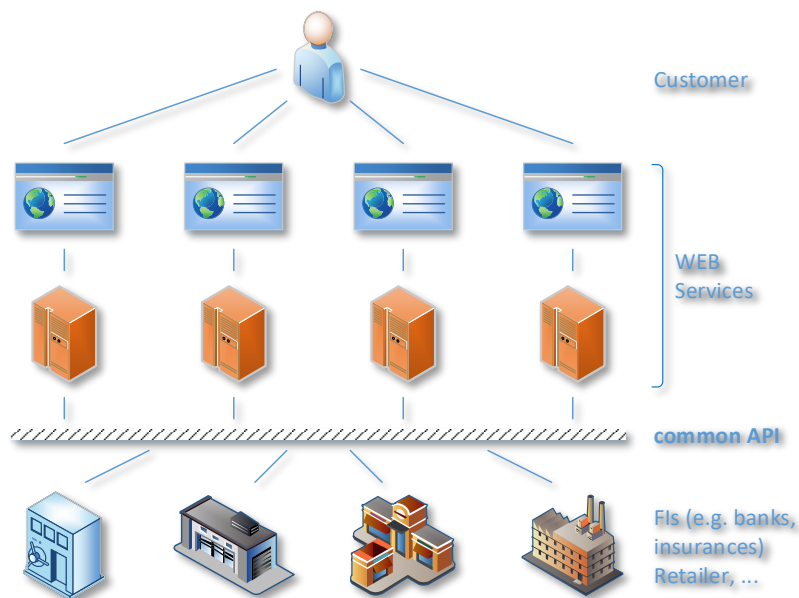 Customer
WEB
Services
common API
FIs (e.g. banks,
insurances)
Retailer, ...